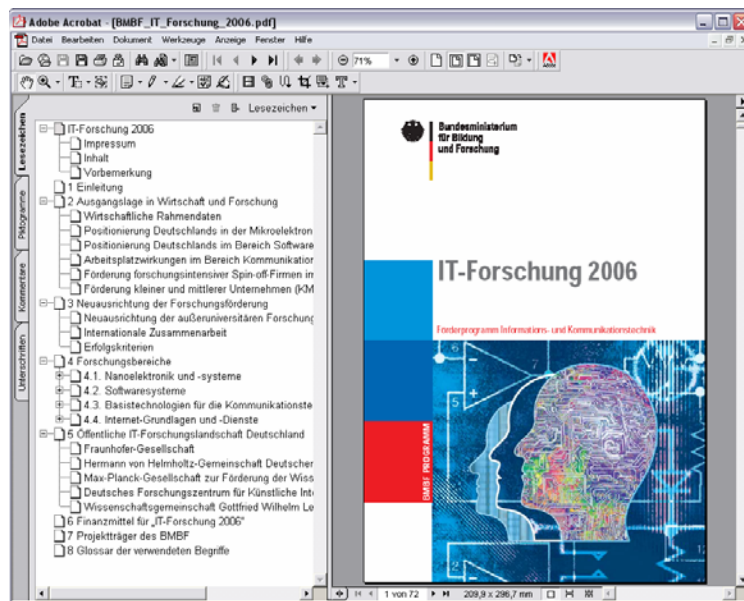 Adobe Acrobat - [BMBF_IT_Forschung_2006.pdf]
Datei Bearbeiten Dokument Werkzeuge Anzeige Fenster Hilfe
71%
Lesezeichen
Lesezeichen
Piktogramme
Kommentare
Unterschriften
IT-Forschung 2006
Impressum
Inhalt
Vorbemerkung
1 Einleitung
2 Ausgangslage in Wirtschaft und Forschung
Wirtschaftliche Rahmendaten
Positionierung Deutschlands in der Mikroelektron
Positionierung Deutschlands im Bereich Software
Arbeitsplatzwirkungen im Bereich Kommunikation
Förderung forschungsintensiver Spin-off-Firmen in
Förderung kleiner und mittlerer Unternehmen (KM
3 Neuausrichtung der Forschungsförderung
Neuausrichtung der außeruniversitären Forschung
Internationale Zusammenarbeit
Erfolgskriterien
4 Forschungsbereiche
4.1. Nanoelektronik und -systeme
4.2. Softwaresysteme
4.3. Basistechnologien für die Kommunikationste
4.4. Internet-Grundlagen und -Dienste
5 Öffentliche IT-Forschungslandschaft Deutschland
Fraunhofer-Gesellschaft
Hermann von Helmholtz-Gemeinschaft Deutscher
Max-Planck-Gesellschaft zur Förderung der Wiss
Deutsches Forschungszentrum für Künstliche Inte
Wissenschaftsgemeinschaft Gottfried Wilhelm Le
6 Finanzmittel für „IT-Forschung 2006"
7 Projektträger des BMBF
8 Glossar der verwendeten Begriffe
Bundesministerium
für Bildung
und Forschung
IT-Forschung 2006
Förderprogramm Informations- und Kommunikationstechnik
BMBF PROGRAMM
1 von 72
209,9 x 296,7 mm